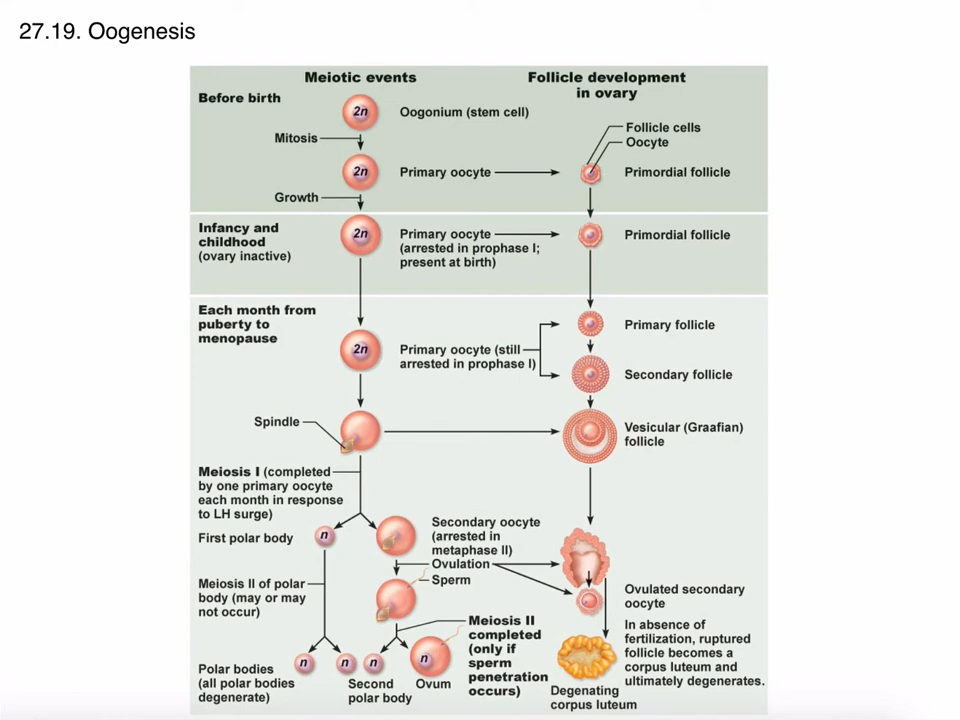 27.19. Oogenesis
Meiotic events
Follicle development
in ovary
Before birth
2n
Oogonium (stem cell)
Follicle cells
Oocyte
Mitosis
2n
Primary oocyte
Primordial follicle
Growth
Infancy and
childhood
(ovary inactive)
2n
Primary oocyte
(arrested in prophase I;
present at birth)
Primordial follicle
Each month from
puberty to
menopause
2n
Primary oocyte (still
arrested in prophase I)
Primary follicle
Secondary follicle
Spindle
Vesicular (Graafian)
follicle
Meiosis I (completed
by one primary oocyte
each month in response
to LH surge)
First polar body
n
Secondary oocyte
(arrested in
metaphase II)
Ovulation
Sperm
Meiosis II of polar
body (may or may
not occur)
Ovulated secondary
oocyte
Meiosis II
completed
(only if
sperm
penetration
occurs)
In absence of
fertilization, ruptured
follicle becomes a
corpus luteum and
ultimately degenerates.
n
n
n
n
Polar bodies
(all polar bodies
degenerate)
Second
polar body
Ovum
Degenating
corpus luteum